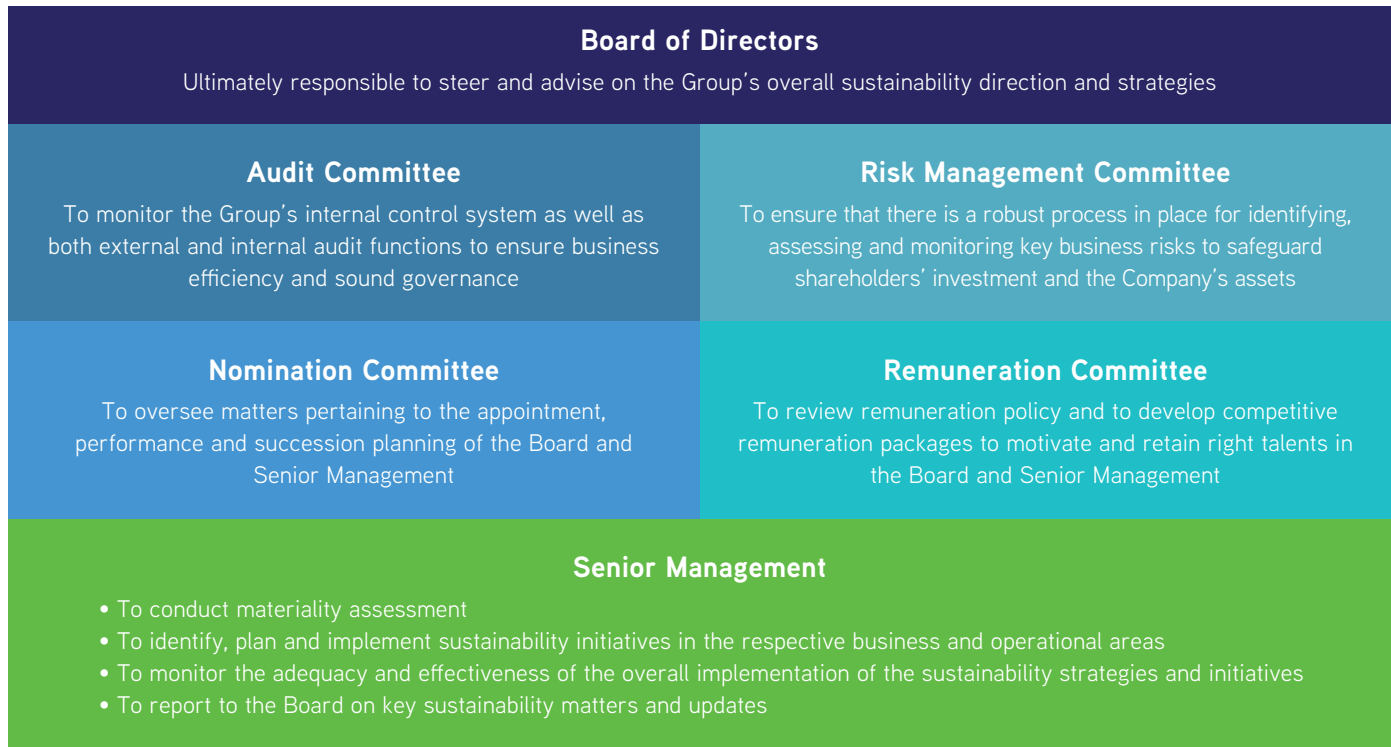 Board of Directors
Ultimately responsible to steer and advise on the Group's overall sustainability direction and strategies
Audit Committee
To monitor the Group's internal control system as well as
both external and internal audit functions to ensure business
efficiency and sound governance
Risk Management Committee
To ensure that there is a robust process in place for identifying,
assessing and monitoring key business risks to safeguard
shareholders' investment and the Company's assets
Nomination Committee
To oversee matters pertaining to the appointment,
performance and succession planning of the Board and
Senior Management
Remuneration Committee
To review remuneration policy and to develop competitive
remuneration packages to motivate and retain right talents in
the Board and Senior Management
Senior Management
• To conduct materiality assessment
• To identify, plan and implement sustainability initiatives in the respective business and operational areas
• To monitor the adequacy and effectiveness of the overall implementation of the sustainability strategies and initiatives
• To report to the Board on key sustainability matters and updates